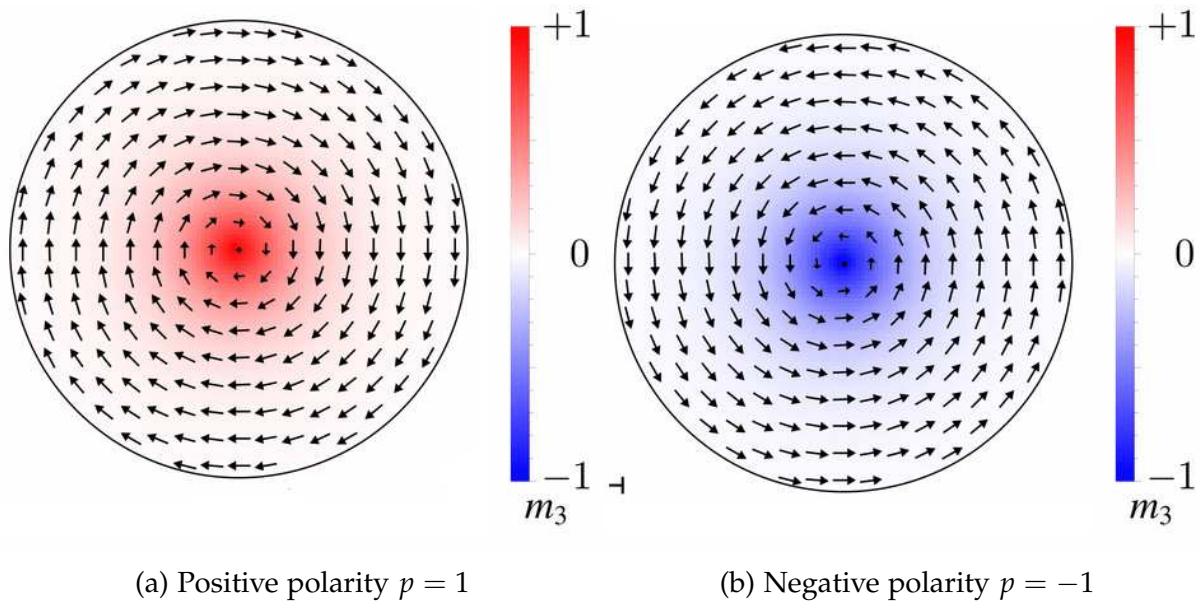 +1
0
−1
m₃
+1
0
−1
m₃
(a) Positive polarity p = 1
(b) Negative polarity p = −1